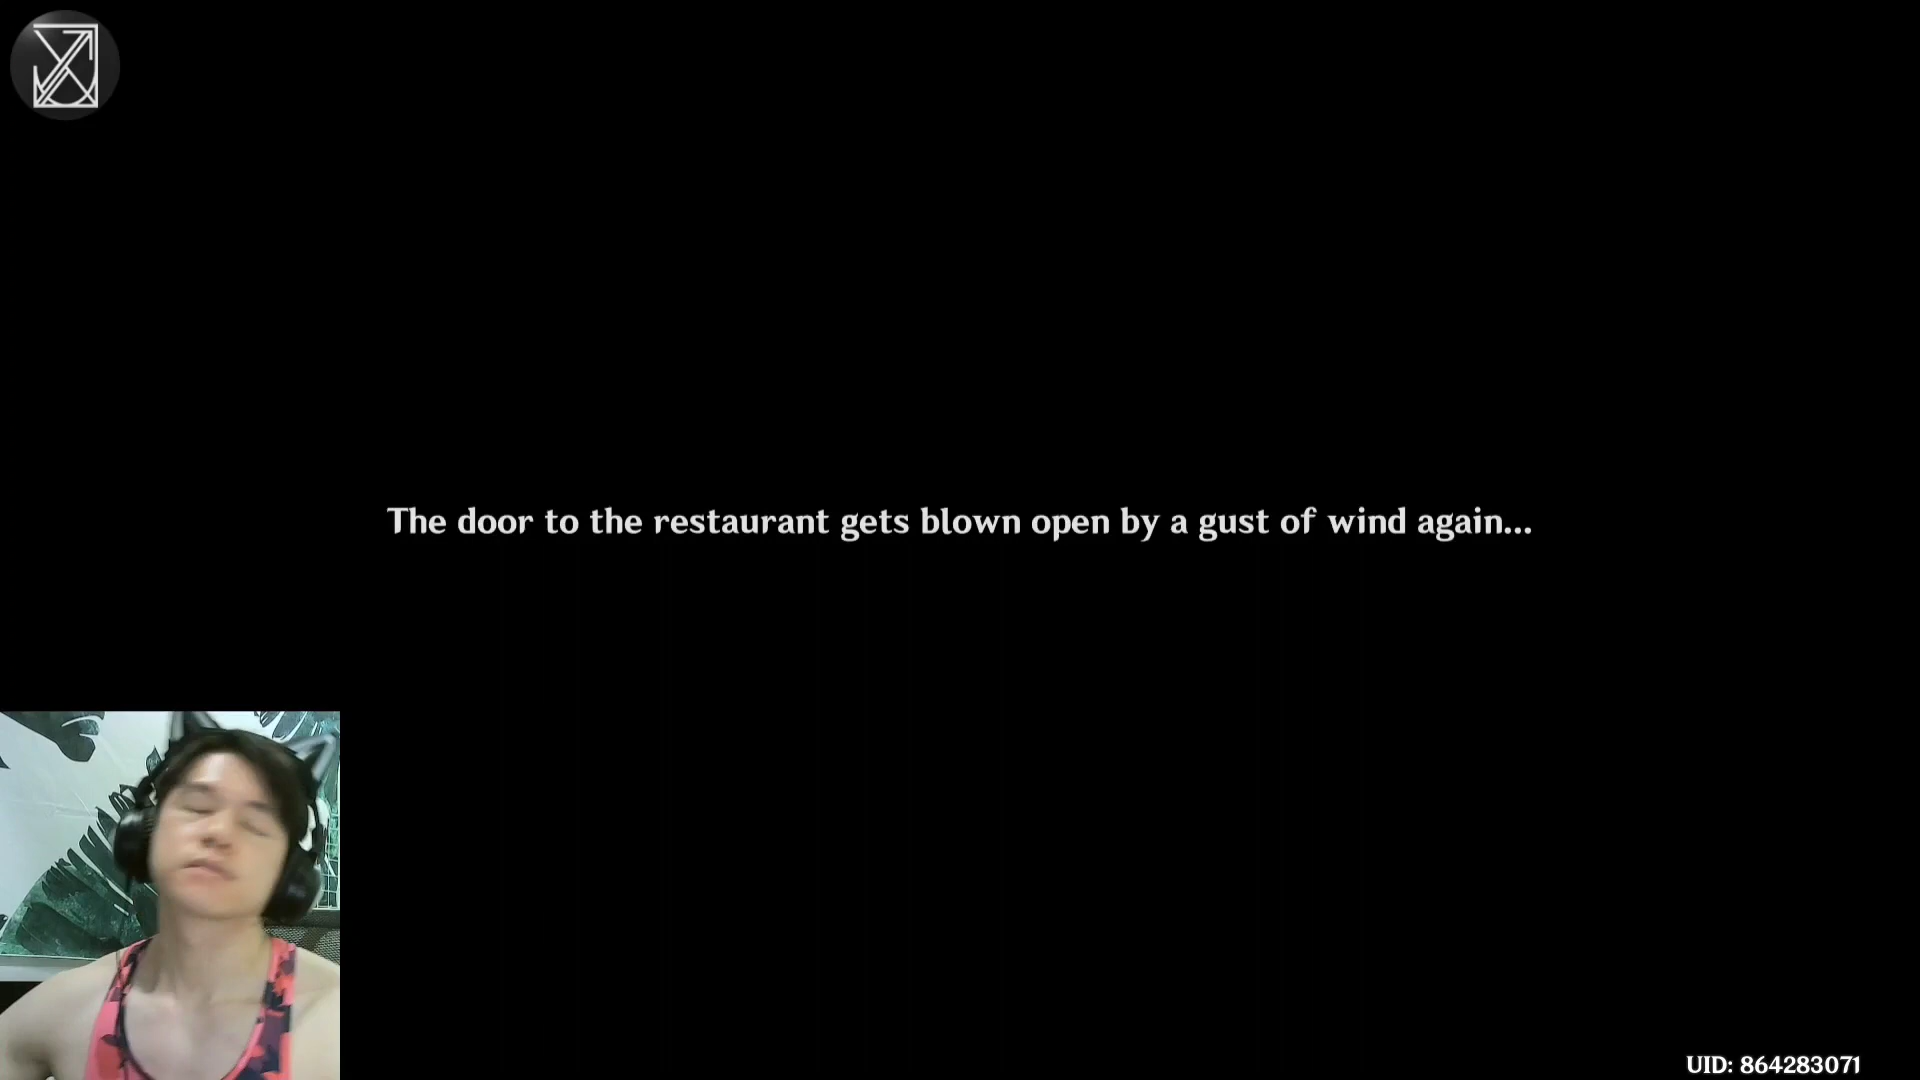 The door to the restaurant gets blown open by a gust of wind again...
UID: 864283071